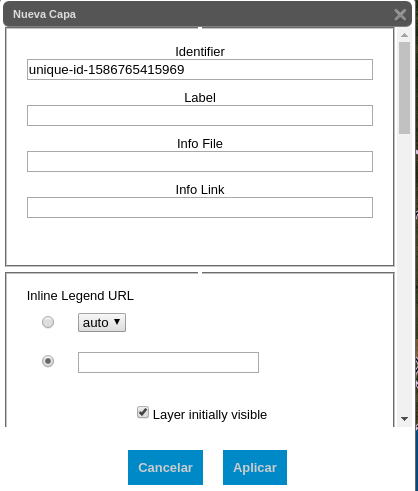 Nueva Capa
Identifier
unique-id-1586765415969
Label
Info File
Info Link
Inline Legend URL
auto
Layer initially visible
Cancelar Aplicar